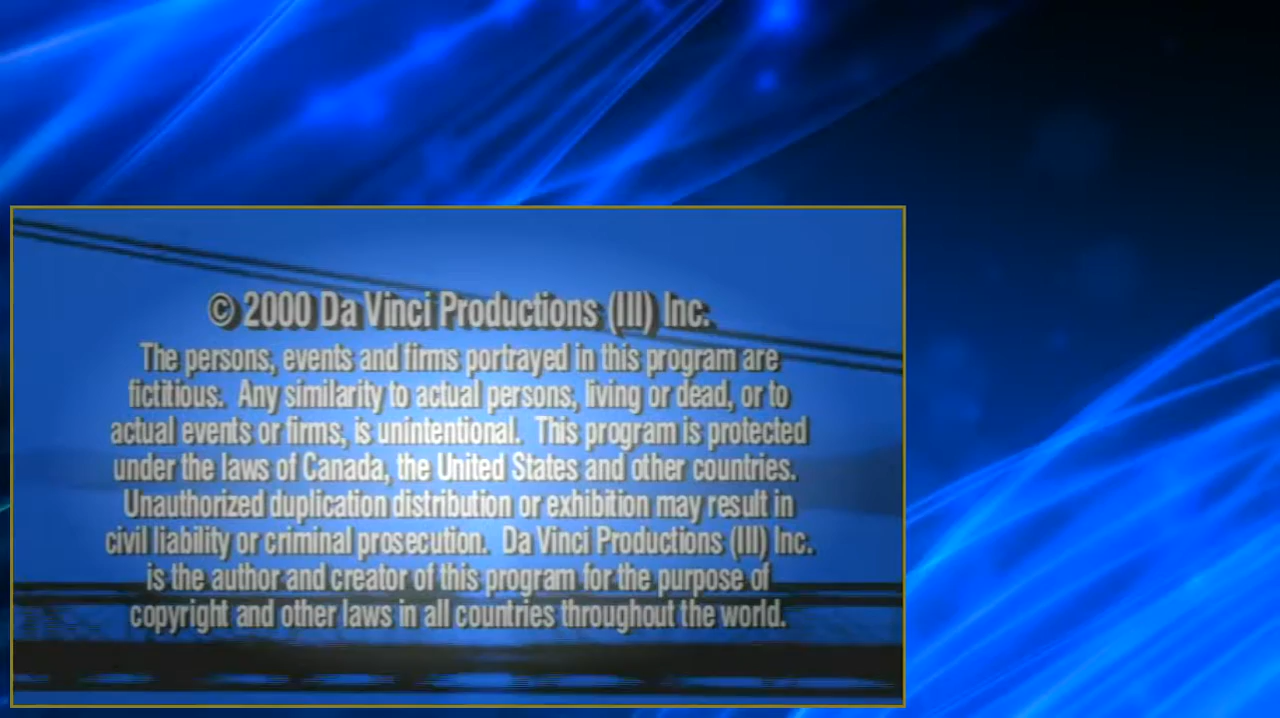 © 2000 Da Vinci Productions (III) Inc.
The persons, events and firms portrayed in this program are
fictitious. Any similarity to actual persons, living or dead, or to
actual events or firms, is unintentional. This program is protected
under the laws of Canada, the United States and other countries.
Unauthorized duplication distribution or exhibition may result in
civil liability or criminal prosecution. Da Vinci Productions (III) Inc.
is the author and creator of this program for the purpose of
copyright and other laws in all countries throughout the world.